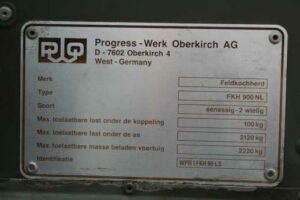 Progress-Werk Oberkirch AG
D - 7602 Oberkirch 4
West-Germany
Merk Feldkochherd
Type FKH 900 NL
Soort eenassig - 2 wielig
Max. toelaatbare last onder de koppeling 100 kg
Max. toelaatbare last onder de as 2120 kg
Max. toelaatbare massa beladen voertuig 2220 kg
Identificatie